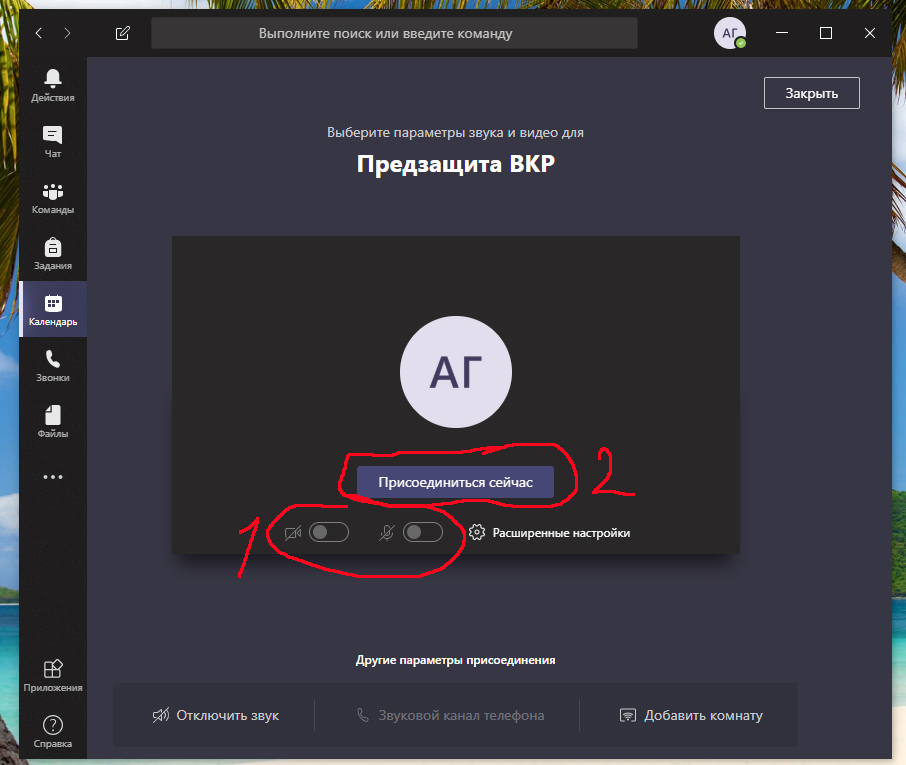 Выполните поиск или введите команду
АГ
Действия
Чат
Команды
Задания
Календарь
Звонки
Файлы
Приложения
Справка
Закрыть
Выберите параметры звука и видео для
Предзащита ВКР
АГ
Присоединиться сейчас
2
1
Расширенные настройки
Другие параметры присоединения
Отключить звук
Звуковой канал телефона
Добавить комнату